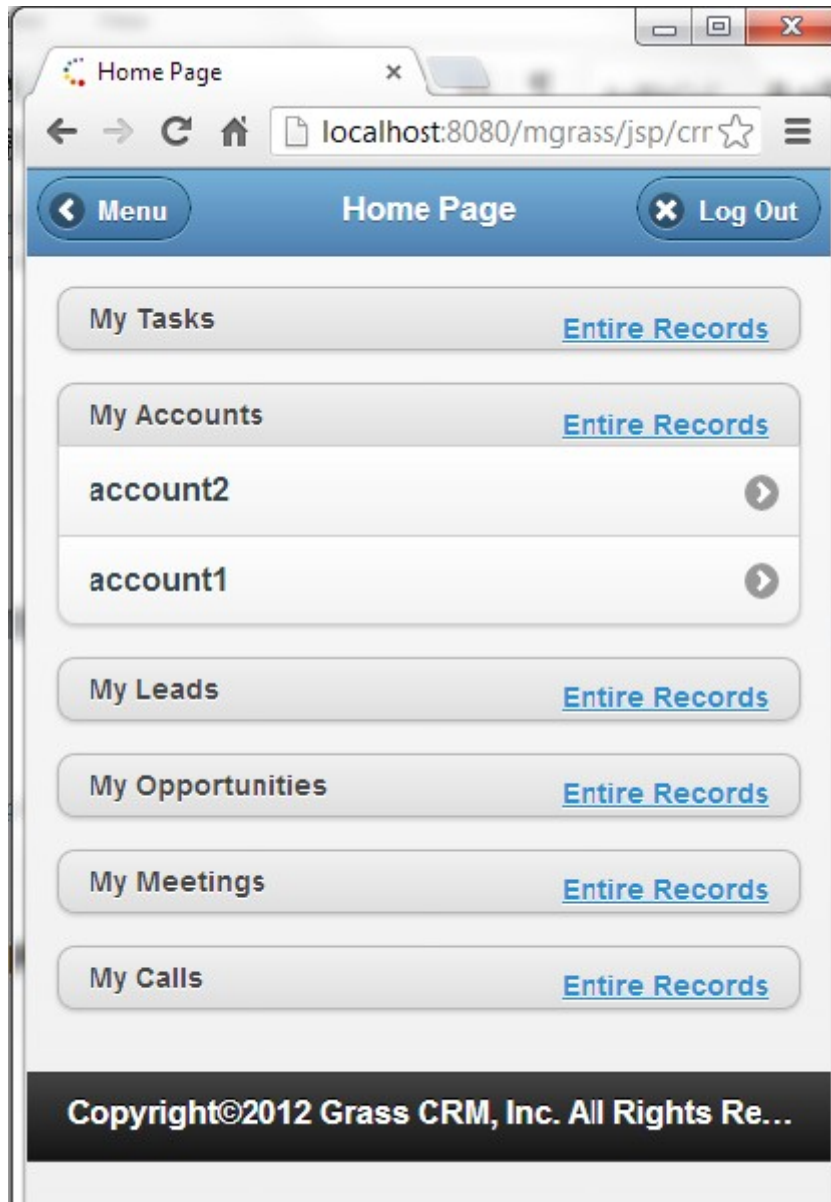 Home Page
localhost:8080/mgrass/jsp/crm
Menu Home Page Log Out
My Tasks Entire Records
My Accounts Entire Records
account2
account1
My Leads Entire Records
My Opportunities Entire Records
My Meetings Entire Records
My Calls Entire Records
Copyright©2012 Grass CRM, Inc. All Rights Re...